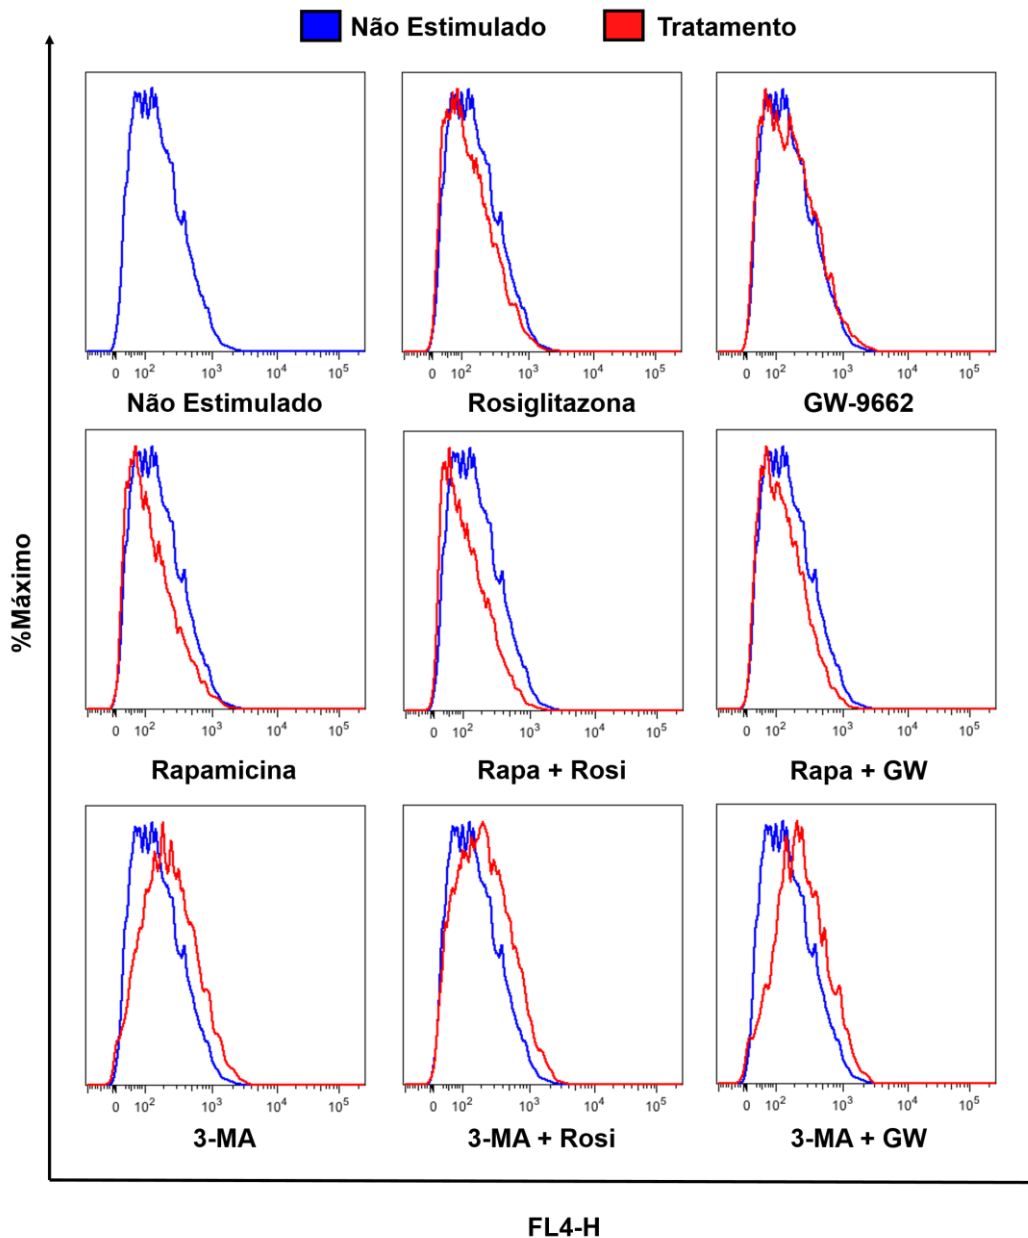 Não Estimulado Tratamento
0 10² 10³ 10⁴ 10⁵ 0 10² 10³ 10⁴ 10⁵ 0 10² 10³ 10⁴ 10⁵
Não Estimulado Rosiglitazona GW-9662
0 10² 10³ 10⁴ 10⁵ 0 10² 10³ 10⁴ 10⁵ 0 10² 10³ 10⁴ 10⁵
Rapamicina Rapa + Rosi Rapa + GW
0 10² 10³ 10⁴ 10⁵ 0 10² 10³ 10⁴ 10⁵ 0 10² 10³ 10⁴ 10⁵
3-MA 3-MA + Rosi 3-MA + GW
%Máximo
FL4-H